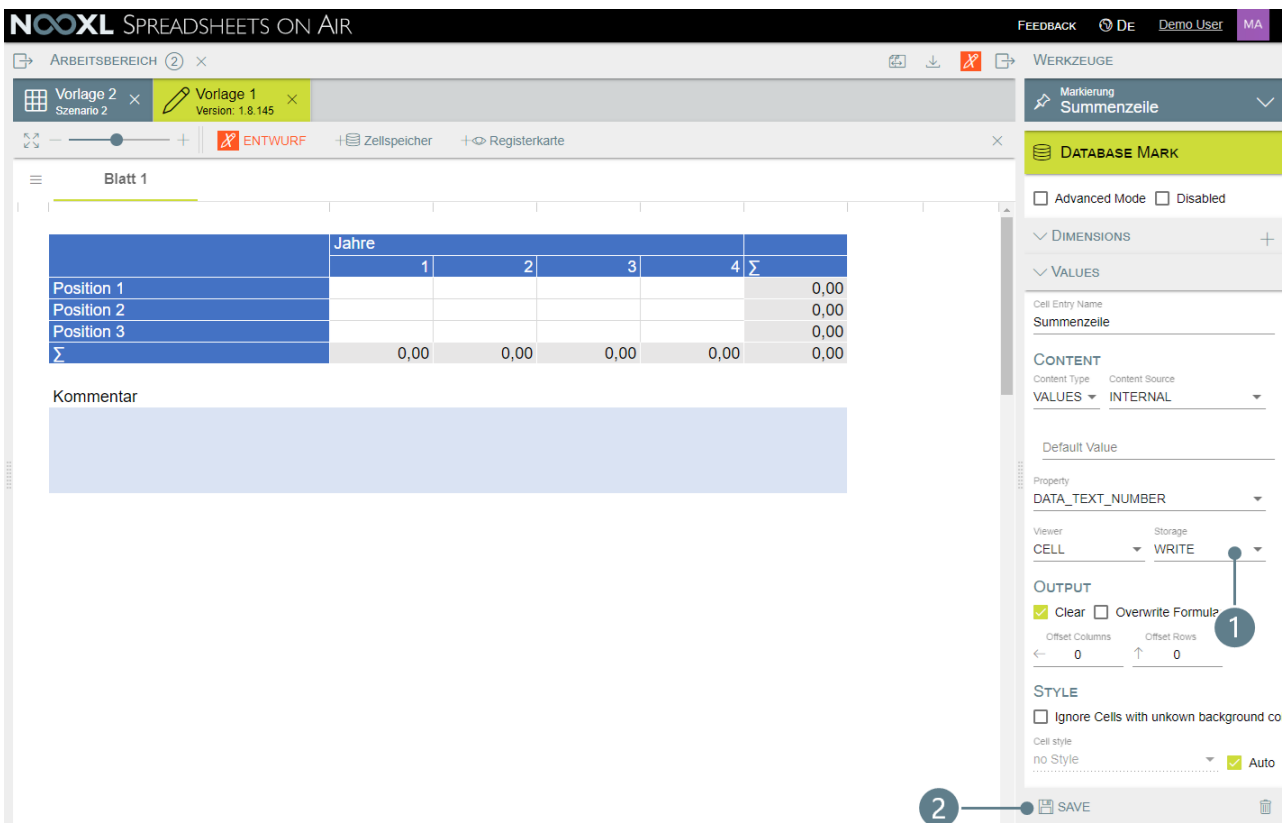 NOOXL SPREADSHEETS ON AIR
FEEDBACK DE Demo User MA
ARBEITSBEREICH 2
WERKZEUGE
Vorlage 2
Szenario 2
Vorlage 1
Version: 1.8.145
Markierung
Summenzeile
ENTWURF
Zellspeicher
Registerkarte
DATABASE MARK
Blatt 1
Advanced Mode Disabled
DIMENSIONS
VALUES
Jahre
1 2 3 4 Σ
Position 1 0,00
Position 2 0,00
Position 3 0,00
Σ 0,00 0,00 0,00 0,00 0,00
Kommentar
Cell Entry Name
Summenzeile
CONTENT
Content Type Content Source
VALUES INTERNAL
Default Value
Property
DATA_TEXT_NUMBER
Viewer Storage
CELL WRITE
1
OUTPUT
Clear Overwrite Formula
Offset Columns Offset Rows
0 0
STYLE
Ignore Cells with unkown background co
Cell style
no Style Auto
2
SAVE